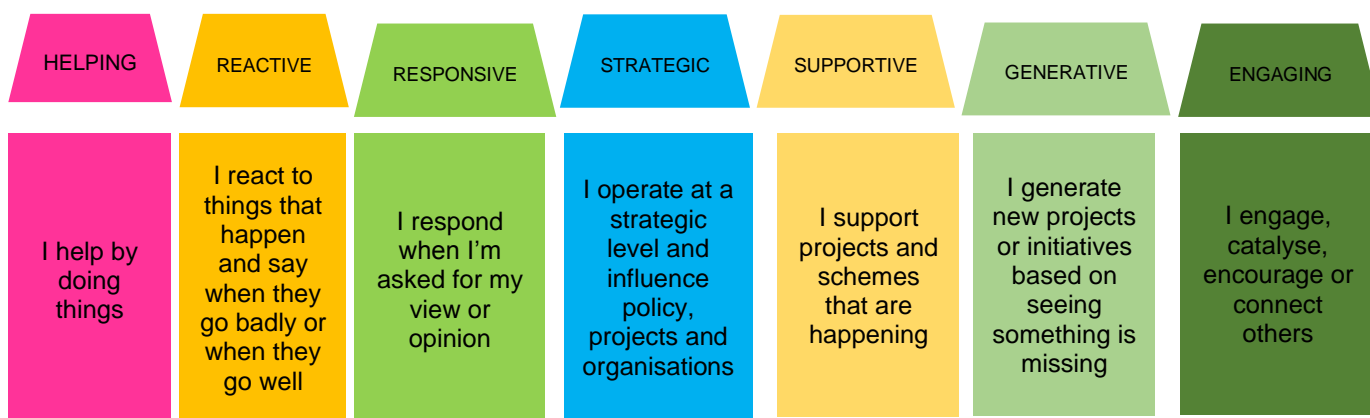 HELPING
REACTIVE
RESPONSIVE
STRATEGIC
SUPPORTIVE
GENERATIVE
ENGAGING
I help by
doing
things
I react to
things that
happen
and say
when they
go badly or
when they
go well
I respond
when I’m
asked for my
view or
opinion
I operate at a
strategic
level and
influence
policy,
projects and
organisations
I support
projects and
schemes
that are
happening
I generate
new projects
or initiatives
based on
seeing
something is
missing
I engage,
catalyse,
encourage or
connect
others